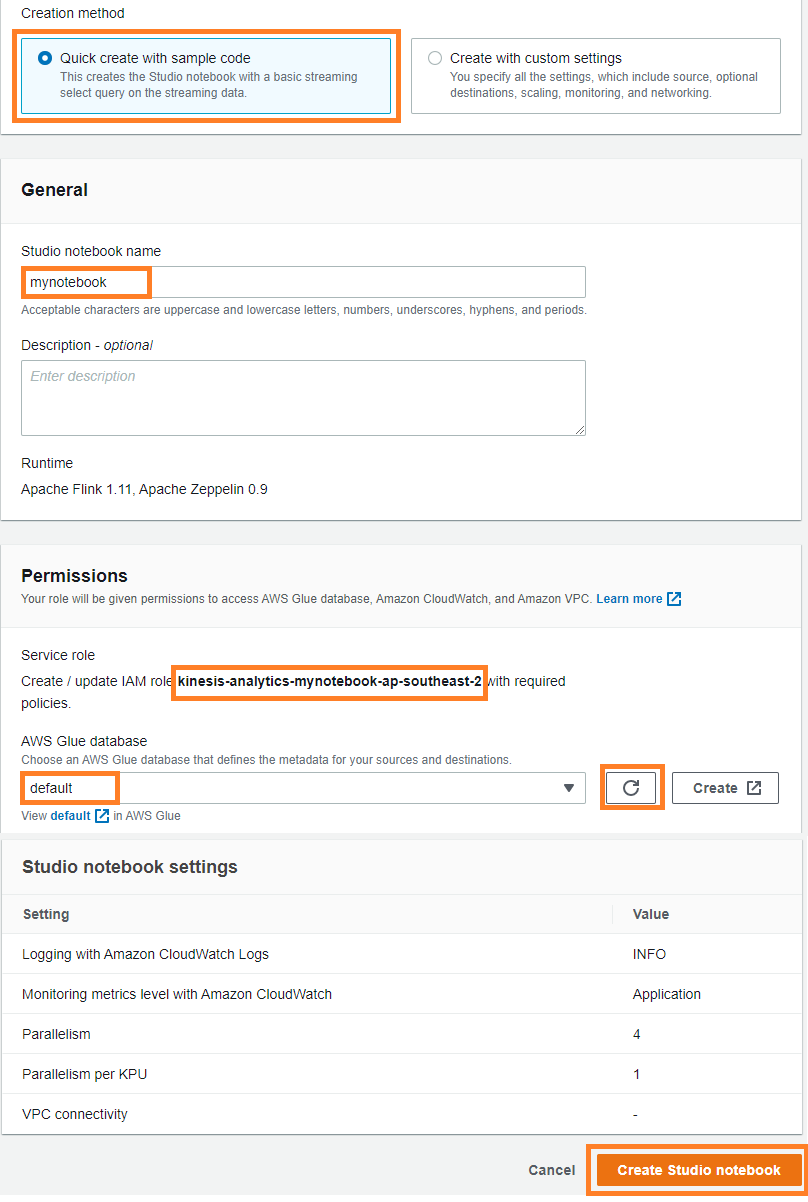 Creation method
Quick create with sample code
This creates the Studio notebook with a basic streaming
select query on the streaming data.
Create with custom settings
You specify all the settings, which include source, optional
destinations, scaling, monitoring, and networking.
General
Studio notebook name
mynotebook
Acceptable characters are uppercase and lowercase letters, numbers, underscores, hyphens, and periods.
Description - optional
Enter description
Runtime
Apache Flink 1.11, Apache Zeppelin 0.9
Permissions
Your role will be given permissions to access AWS Glue database, Amazon CloudWatch, and Amazon VPC. Learn more
Service role
Create / update IAM role kinesis-analytics-mynotebook-ap-southeast-2 with required
policies.
AWS Glue database
Choose an AWS Glue database that defines the metadata for your sources and destinations.
default
Create
View default in AWS Glue
Studio notebook settings
Setting Value
Logging with Amazon CloudWatch Logs INFO
Monitoring metrics level with Amazon CloudWatch Application
Parallelism 4
Parallelism per KPU 1
VPC connectivity -
Cancel Create Studio notebook